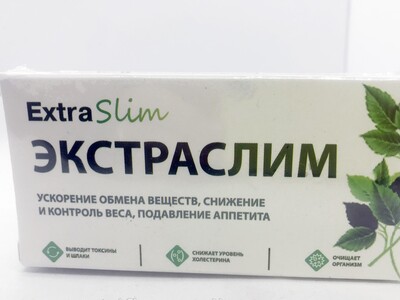 Extra Slim
ЭКСТРАСЛИМ
УСКОРЕНИЕ ОБМЕНА ВЕЩЕСТВ, СНИЖЕНИЕ
И КОНТРОЛЬ ВЕСА, ПОДАВЛЕНИЕ АППЕТИТА
ВЫВОДИТ ТОКСИНЫ
И ШЛАКИ
СНИЖАЕТ УРОВЕНЬ
ХОЛЕСТЕРИНА
ОЧИЩАЕТ
ОРГАНИЗМ